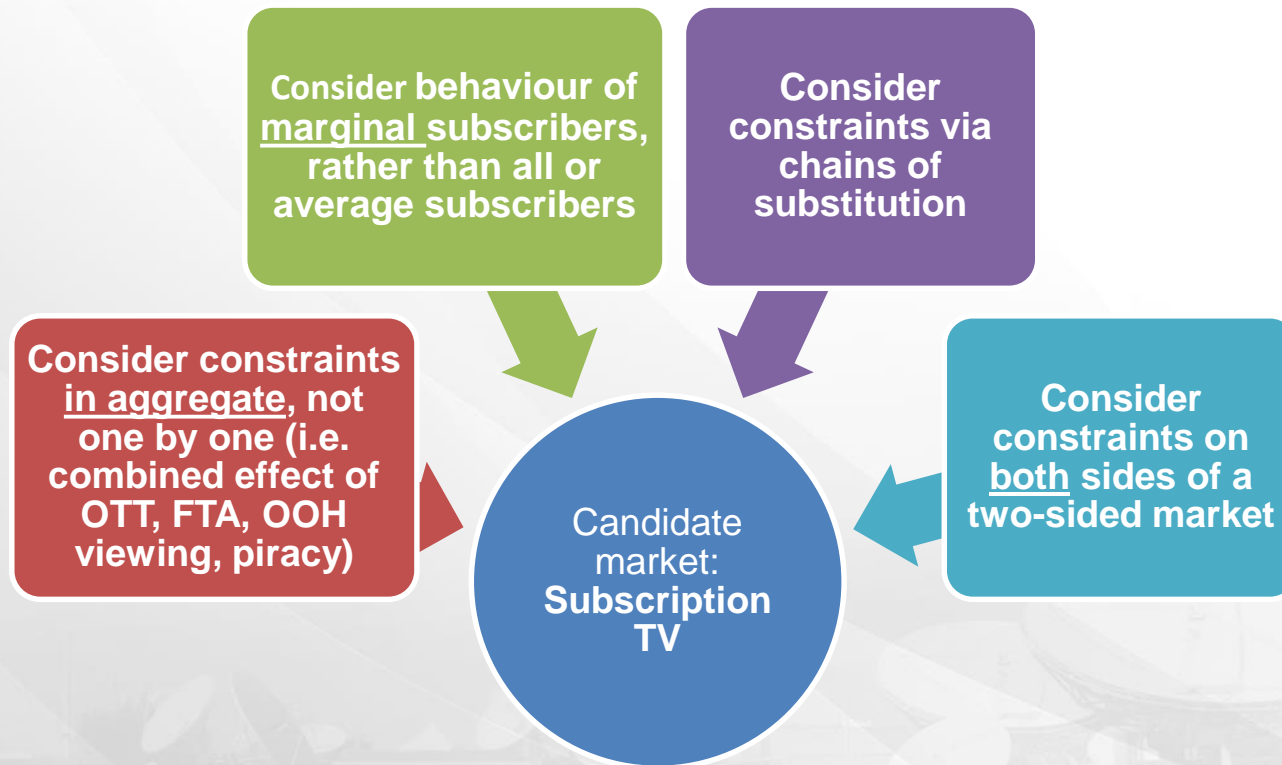 Consider behaviour of
marginal subscribers,
rather than all or
average subscribers
Consider
constraints via
chains of
substitution
Consider constraints
in aggregate, not
one by one (i.e.
combined effect of
OTT, FTA, OOH
viewing, piracy)
Consider
constraints on
both sides of a
two-sided market
Candidate
market:
Subscription
TV